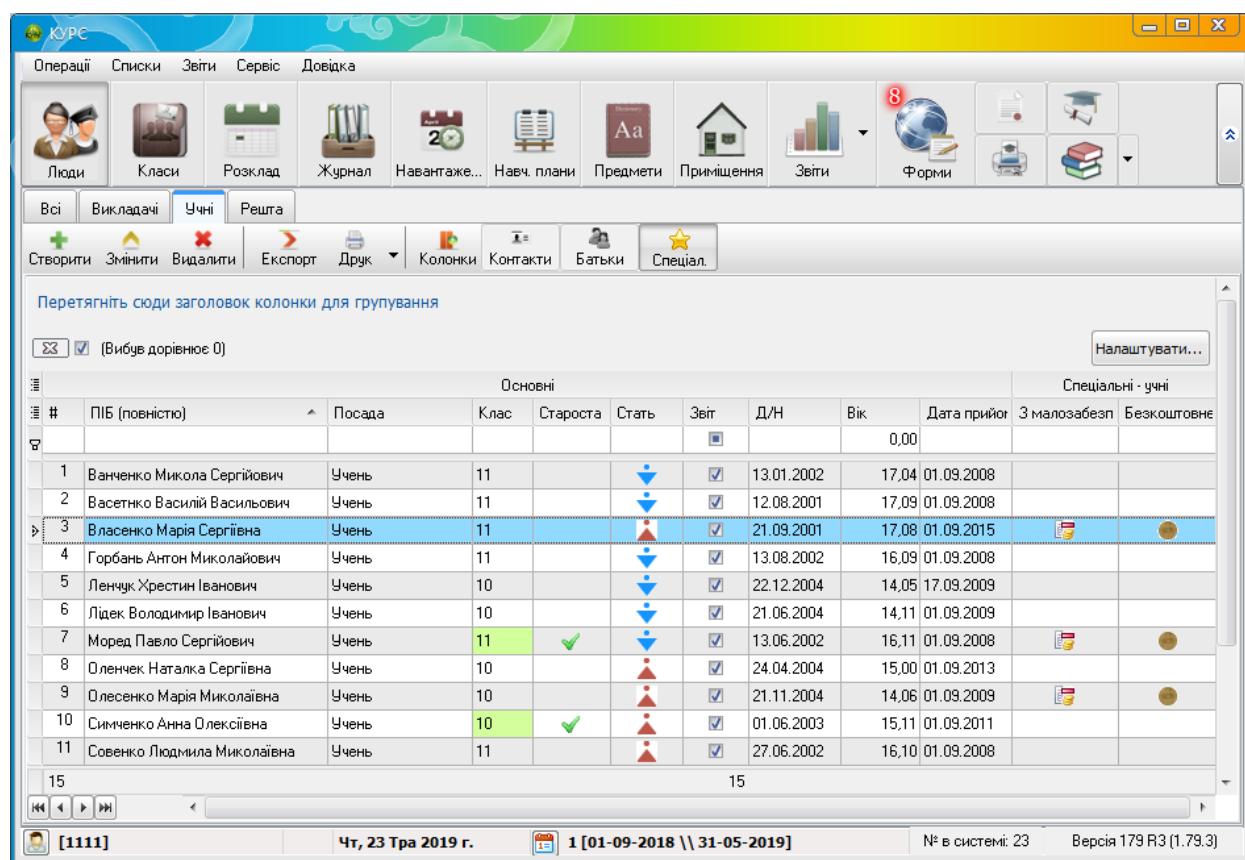 КУРС
Операції Списки Звіти Сервіс Довідка
8
Люди Класи Розклад Журнал Навантаже... Навч. плани Предмети Приміщення Звіти Форми
Всі Викладачі Учні Решта
Створити Змінити Видалити Експорт Друк Колонки Контакти Батьки Спеціал.
Перетягніть сюди заголовок колонки для групування
(Вибув дорівнює 0) Налаштувати...
Основні Спеціальні - учні
# ПІБ (повністю) Посада Клас Староста Стать Звіт Д/Н Вік Дата прийом З малозабезп Безкоштовне
0,00
1 Ванченко Микола Сергійович Учень 11 13.01.2002 17,04 01.09.2008
2 Васетнко Василій Васильович Учень 11 12.08.2001 17,09 01.09.2008
3 Власенко Марія Сергіївна Учень 11 21.09.2001 17,08 01.09.2015
4 Горбань Антон Миколайович Учень 11 13.08.2002 16,09 01.09.2008
5 Ленчук Хрестин Іванович Учень 10 22.12.2004 14,05 17.09.2009
6 Лідек Володимир Іванович Учень 10 21.06.2004 14,11 01.09.2009
7 Моред Павло Сергійович Учень 11 13.06.2002 16,11 01.09.2008
8 Оленчек Наталка Сергіївна Учень 10 24.04.2004 15,00 01.09.2013
9 Олесенко Марія Миколаївна Учень 10 21.11.2004 14,06 01.09.2009
10 Симченко Анна Олексіївна Учень 10 01.06.2003 15,11 01.09.2011
11 Совенко Людмила Миколаївна Учень 11 27.06.2002 16,10 01.09.2008
15 15
[1111] Чт, 23 Тра 2019 г. 1 [01-09-2018 \\ 31-05-2019] № в системі: 23 Версія 179 R3 (1.79.3)